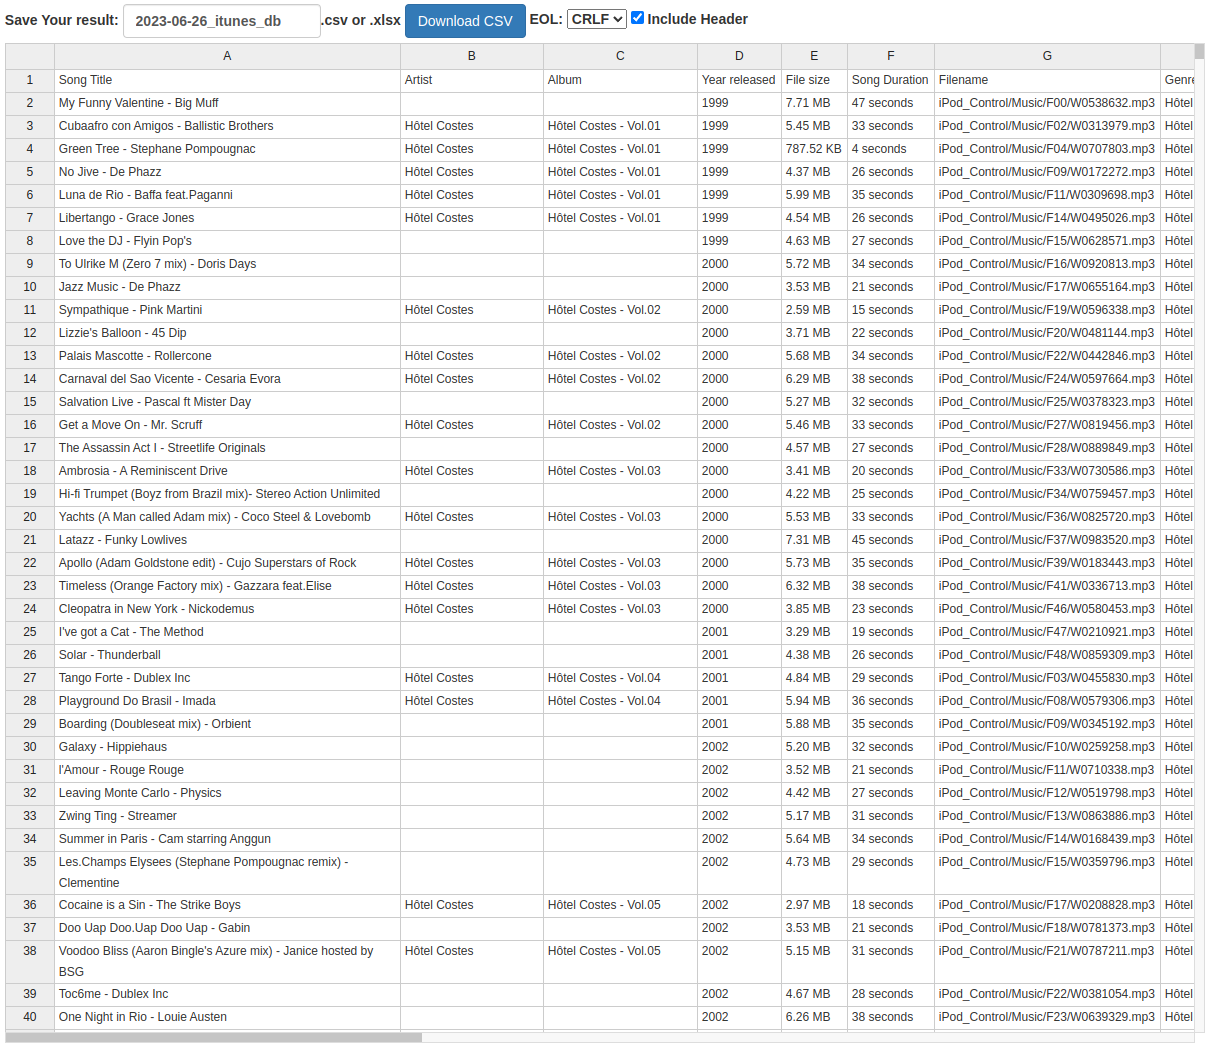 Save Your result: 2023-06-26_itunes_db .csv or .xlsx Download CSV EOL: CRLF Include Header
A B C D E F G
1 Song Title Artist Album Year released File size Song Duration Filename Genre
2 My Funny Valentine - Big Muff 1999 7.71 MB 47 seconds iPod_Control/Music/F00/W0538632.mp3 Hôtel
3 Cubaafro con Amigos - Ballistic Brothers Hôtel Costes Hôtel Costes - Vol.01 1999 5.45 MB 33 seconds iPod_Control/Music/F02/W0313979.mp3 Hôtel
4 Green Tree - Stephane Pompougnac Hôtel Costes Hôtel Costes - Vol.01 1999 787.52 KB 4 seconds iPod_Control/Music/F04/W0707803.mp3 Hôtel
5 No Jive - De Phazz Hôtel Costes Hôtel Costes - Vol.01 1999 4.37 MB 26 seconds iPod_Control/Music/F09/W0172272.mp3 Hôtel
6 Luna de Rio - Baffa feat.Paganni Hôtel Costes Hôtel Costes - Vol.01 1999 5.99 MB 35 seconds iPod_Control/Music/F11/W0309698.mp3 Hôtel
7 Libertango - Grace Jones Hôtel Costes Hôtel Costes - Vol.01 1999 4.54 MB 26 seconds iPod_Control/Music/F14/W0495026.mp3 Hôtel
8 Love the DJ - Flyin Pop's 1999 4.63 MB 27 seconds iPod_Control/Music/F15/W0628571.mp3 Hôtel
9 To Ulrike M (Zero 7 mix) - Doris Days 2000 5.72 MB 34 seconds iPod_Control/Music/F16/W0920813.mp3 Hôtel
10 Jazz Music - De Phazz 2000 3.53 MB 21 seconds iPod_Control/Music/F17/W0655164.mp3 Hôtel
11 Sympathique - Pink Martini Hôtel Costes Hôtel Costes - Vol.02 2000 2.59 MB 15 seconds iPod_Control/Music/F19/W0596338.mp3 Hôtel
12 Lizzie's Balloon - 45 Dip 2000 3.71 MB 22 seconds iPod_Control/Music/F20/W0481144.mp3 Hôtel
13 Palais Mascotte - Rollercone Hôtel Costes Hôtel Costes - Vol.02 2000 5.68 MB 34 seconds iPod_Control/Music/F22/W0442846.mp3 Hôtel
14 Carnaval del Sao Vicente - Cesaria Evora Hôtel Costes Hôtel Costes - Vol.02 2000 6.29 MB 38 seconds iPod_Control/Music/F24/W0597664.mp3 Hôtel
15 Salvation Live - Pascal ft Mister Day 2000 5.27 MB 32 seconds iPod_Control/Music/F25/W0378323.mp3 Hôtel
16 Get a Move On - Mr. Scruff Hôtel Costes Hôtel Costes - Vol.02 2000 5.46 MB 33 seconds iPod_Control/Music/F27/W0819456.mp3 Hôtel
17 The Assassin Act I - Streetlife Originals 2000 4.57 MB 27 seconds iPod_Control/Music/F28/W0889849.mp3 Hôtel
18 Ambrosia - A Reminiscent Drive Hôtel Costes Hôtel Costes - Vol.03 2000 3.41 MB 20 seconds iPod_Control/Music/F33/W0730586.mp3 Hôtel
19 Hi-fi Trumpet (Boyz from Brazil mix)- Stereo Action Unlimited 2000 4.22 MB 25 seconds iPod_Control/Music/F34/W0759457.mp3 Hôtel
20 Yachts (A Man called Adam mix) - Coco Steel & Lovebomb Hôtel Costes Hôtel Costes - Vol.03 2000 5.53 MB 33 seconds iPod_Control/Music/F36/W0825720.mp3 Hôtel
21 Latazz - Funky Lowlives 2000 7.31 MB 45 seconds iPod_Control/Music/F37/W0983520.mp3 Hôtel
22 Apollo (Adam Goldstone edit) - Cujo Superstars of Rock Hôtel Costes Hôtel Costes - Vol.03 2000 5.73 MB 35 seconds iPod_Control/Music/F39/W0183443.mp3 Hôtel
23 Timeless (Orange Factory mix) - Gazzara feat.Elise Hôtel Costes Hôtel Costes - Vol.03 2000 6.32 MB 38 seconds iPod_Control/Music/F41/W0336713.mp3 Hôtel
24 Cleopatra in New York - Nickodemus Hôtel Costes Hôtel Costes - Vol.03 2000 3.85 MB 23 seconds iPod_Control/Music/F46/W0580453.mp3 Hôtel
25 I've got a Cat - The Method 2001 3.29 MB 19 seconds iPod_Control/Music/F47/W0210921.mp3 Hôtel
26 Solar - Thunderball 2001 4.38 MB 26 seconds iPod_Control/Music/F48/W0859309.mp3 Hôtel
27 Tango Forte - Dublex Inc Hôtel Costes Hôtel Costes - Vol.04 2001 4.84 MB 29 seconds iPod_Control/Music/F03/W0455830.mp3 Hôtel
28 Playground Do Brasil - Imada Hôtel Costes Hôtel Costes - Vol.04 2001 5.94 MB 36 seconds iPod_Control/Music/F08/W0579306.mp3 Hôtel
29 Boarding (Doubleseat mix) - Orbient 2001 5.88 MB 35 seconds iPod_Control/Music/F09/W0345192.mp3 Hôtel
30 Galaxy - Hippiehaus 2002 5.20 MB 32 seconds iPod_Control/Music/F10/W0259258.mp3 Hôtel
31 l'Amour - Rouge Rouge 2002 3.52 MB 21 seconds iPod_Control/Music/F11/W0710338.mp3 Hôtel
32 Leaving Monte Carlo - Physics 2002 4.42 MB 27 seconds iPod_Control/Music/F12/W0519798.mp3 Hôtel
33 Zwing Ting - Streamer 2002 5.17 MB 31 seconds iPod_Control/Music/F13/W0863886.mp3 Hôtel
34 Summer in Paris - Cam starring Anggun 2002 5.64 MB 34 seconds iPod_Control/Music/F14/W0168439.mp3 Hôtel
35 Les.Champs Elysees (Stephane Pompougnac remix) - 2002 4.73 MB 29 seconds iPod_Control/Music/F15/W0359796.mp3 Hôtel
Clementine
36 Cocaine is a Sin - The Strike Boys Hôtel Costes Hôtel Costes - Vol.05 2002 2.97 MB 18 seconds iPod_Control/Music/F17/W0208828.mp3 Hôtel
37 Doo Uap Doo.Uap Doo Uap - Gabin 2002 3.53 MB 21 seconds iPod_Control/Music/F18/W0781373.mp3 Hôtel
38 Voodoo Bliss (Aaron Bingle's Azure mix) - Janice hosted by Hôtel Costes Hôtel Costes - Vol.05 2002 5.15 MB 31 seconds iPod_Control/Music/F21/W0787211.mp3 Hôtel
BSG
39 Toc6me - Dublex Inc 2002 4.67 MB 28 seconds iPod_Control/Music/F22/W0381054.mp3 Hôtel
40 One Night in Rio - Louie Austen 2002 6.26 MB 38 seconds iPod_Control/Music/F23/W0639329.mp3 Hôtel